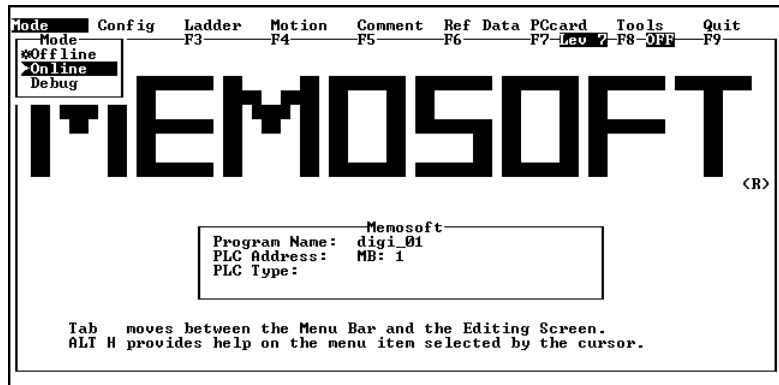 Mode Config Ladder Motion Comment Ref Data PCcard Tools Quit
Mode F3 F4 F5 F6 F7 Lev 7 F8 OFF F9
*Offline
>Online
Debug
MEMOSOFT
(R)
Memosoft
Program Name: digi_01
PLC Address: MB: 1
PLC Type:
Tab moves between the Menu Bar and the Editing Screen.
ALT H provides help on the menu item selected by the cursor.